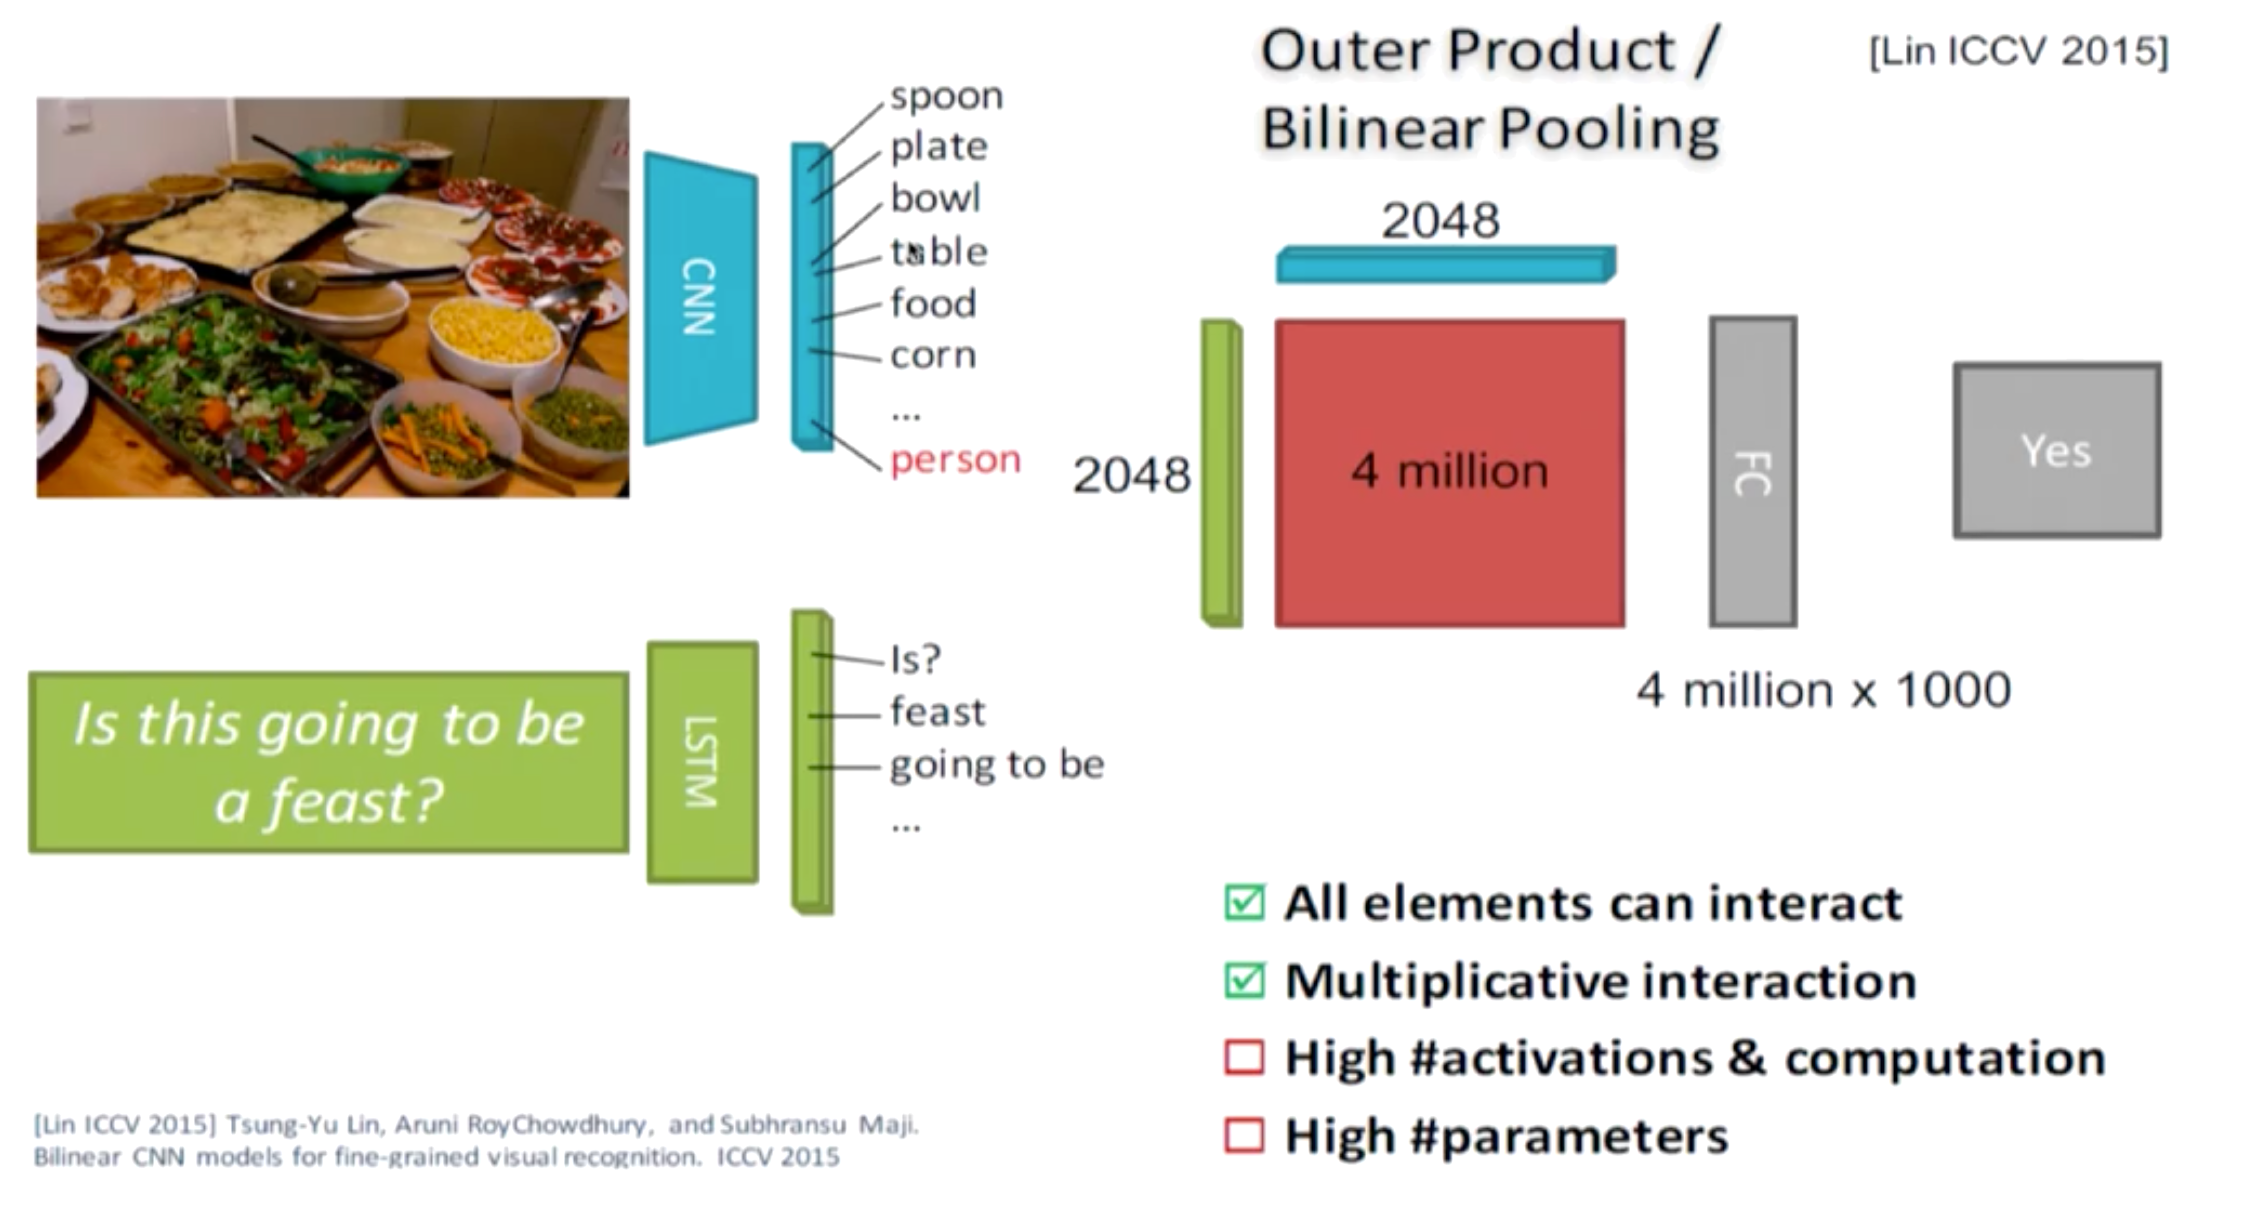 Outer Product /
Bilinear Pooling
[Lin ICCV 2015]
spoon
plate
bowl
table
food
corn
...
person
CNN
Is this going to be
a feast?
LSTM
Is?
feast
going to be
...
2048
2048
4 million
FC
Yes
4 million x 1000
All elements can interact
Multiplicative interaction
High #activations & computation
High #parameters
[Lin ICCV 2015] Tsung-Yu Lin, Aruni RoyChowdhury, and Subhransu Maji.
Bilinear CNN models for fine-grained visual recognition. ICCV 2015